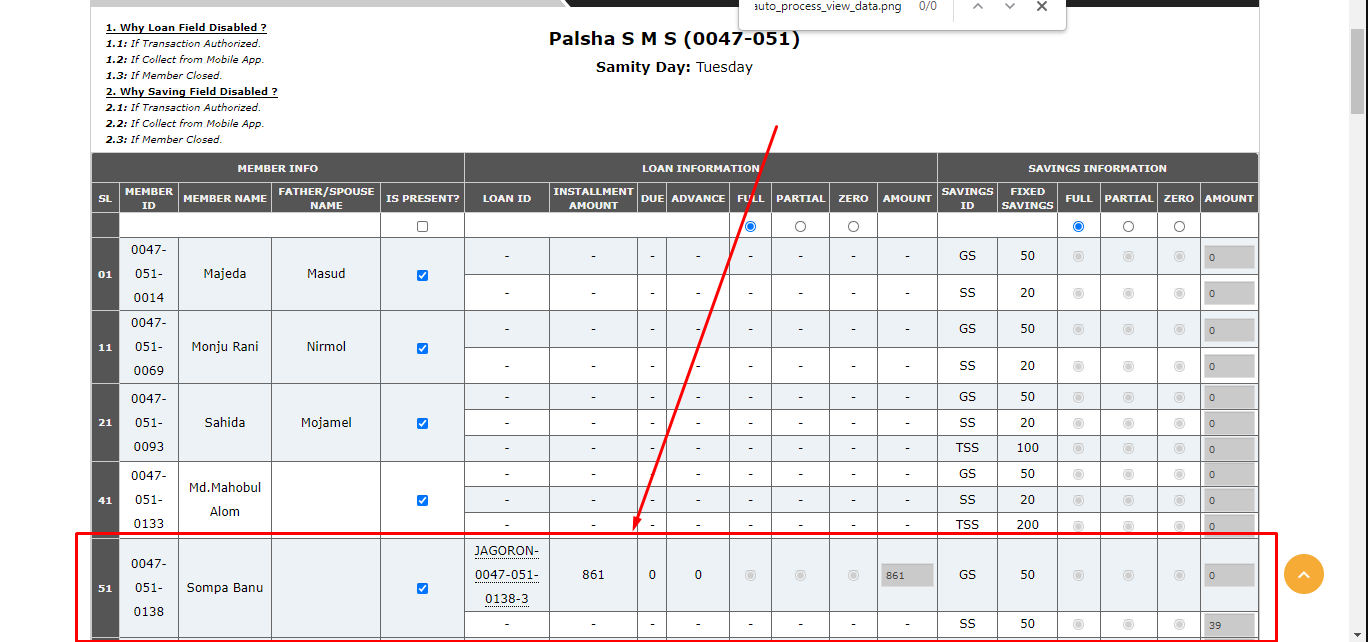 auto_process_view_data.png 0/0
1. Why Loan Field Disabled ?
1.1: If Transaction Authorized.
1.2: If Collect from Mobile App.
1.3: If Member Closed.
2. Why Saving Field Disabled ?
2.1: If Transaction Authorized.
2.2: If Collect from Mobile App.
2.3: If Member Closed.
Palsha S M S (0047-051)
Samity Day: Tuesday
MEMBER INFO LOAN INFORMATION SAVINGS INFORMATION
SL MEMBER ID MEMBER NAME FATHER/SPOUSE NAME IS PRESENT? LOAN ID INSTALLMENT AMOUNT DUE ADVANCE FULL PARTIAL ZERO AMOUNT SAVINGS ID FIXED SAVINGS FULL PARTIAL ZERO AMOUNT
01 0047-051-0014 Majeda Masud - - - - - - - - GS 50 0
- - - - - - - - SS 20 0
11 0047-051-0069 Monju Rani Nirmol - - - - - - - - GS 50 0
- - - - - - - - SS 20 0
21 0047-051-0093 Sahida Mojamel - - - - - - - - GS 50 0
- - - - - - - - SS 20 0
- - - - - - - - TSS 100 0
41 0047-051-0133 Md.Mahobul Alom - - - - - - - - GS 50 0
- - - - - - - - SS 20 0
- - - - - - - - TSS 200 0
51 0047-051-0138 Sompa Banu JAGORON-0047-051-0138-3 861 0 0 861 GS 50 0
- - - - - - - - SS 50 39